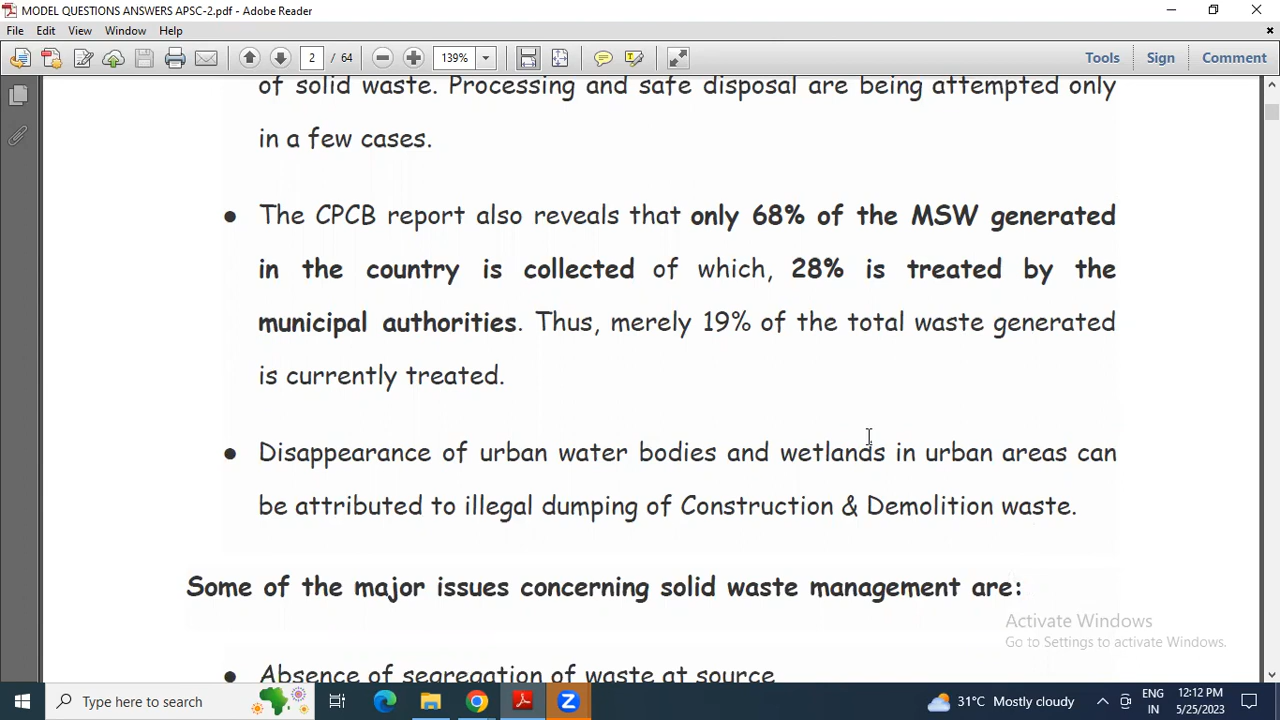 MODEL QUESTIONS ANSWERS APSC-2.pdf - Adobe Reader
File Edit View Window Help
2 / 64 139% Tools Sign Comment
of solid waste. Processing and safe disposal are being attempted only
in a few cases.
● The CPCB report also reveals that only 68% of the MSW generated
in the country is collected of which, 28% is treated by the
municipal authorities. Thus, merely 19% of the total waste generated
is currently treated.
● Disappearance of urban water bodies and wetlands in urban areas can
be attributed to illegal dumping of Construction & Demolition waste.
Some of the major issues concerning solid waste management are:
Activate Windows
Go to Settings to activate Windows.
● Absence of segregation of waste at source
Type here to search
31°C Mostly cloudy
ENG
IN
12:12 PM
5/25/2023